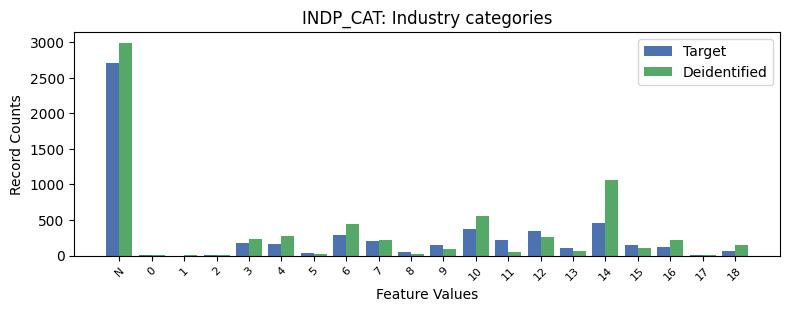 INDP_CAT: Industry categories
Target
Deidentified
Record Counts
3000
2500
2000
1500
1000
500
0
N 0 1 2 3 4 5 6 7 8 9 10 11 12 13 14 15 16 17 18
Feature Values